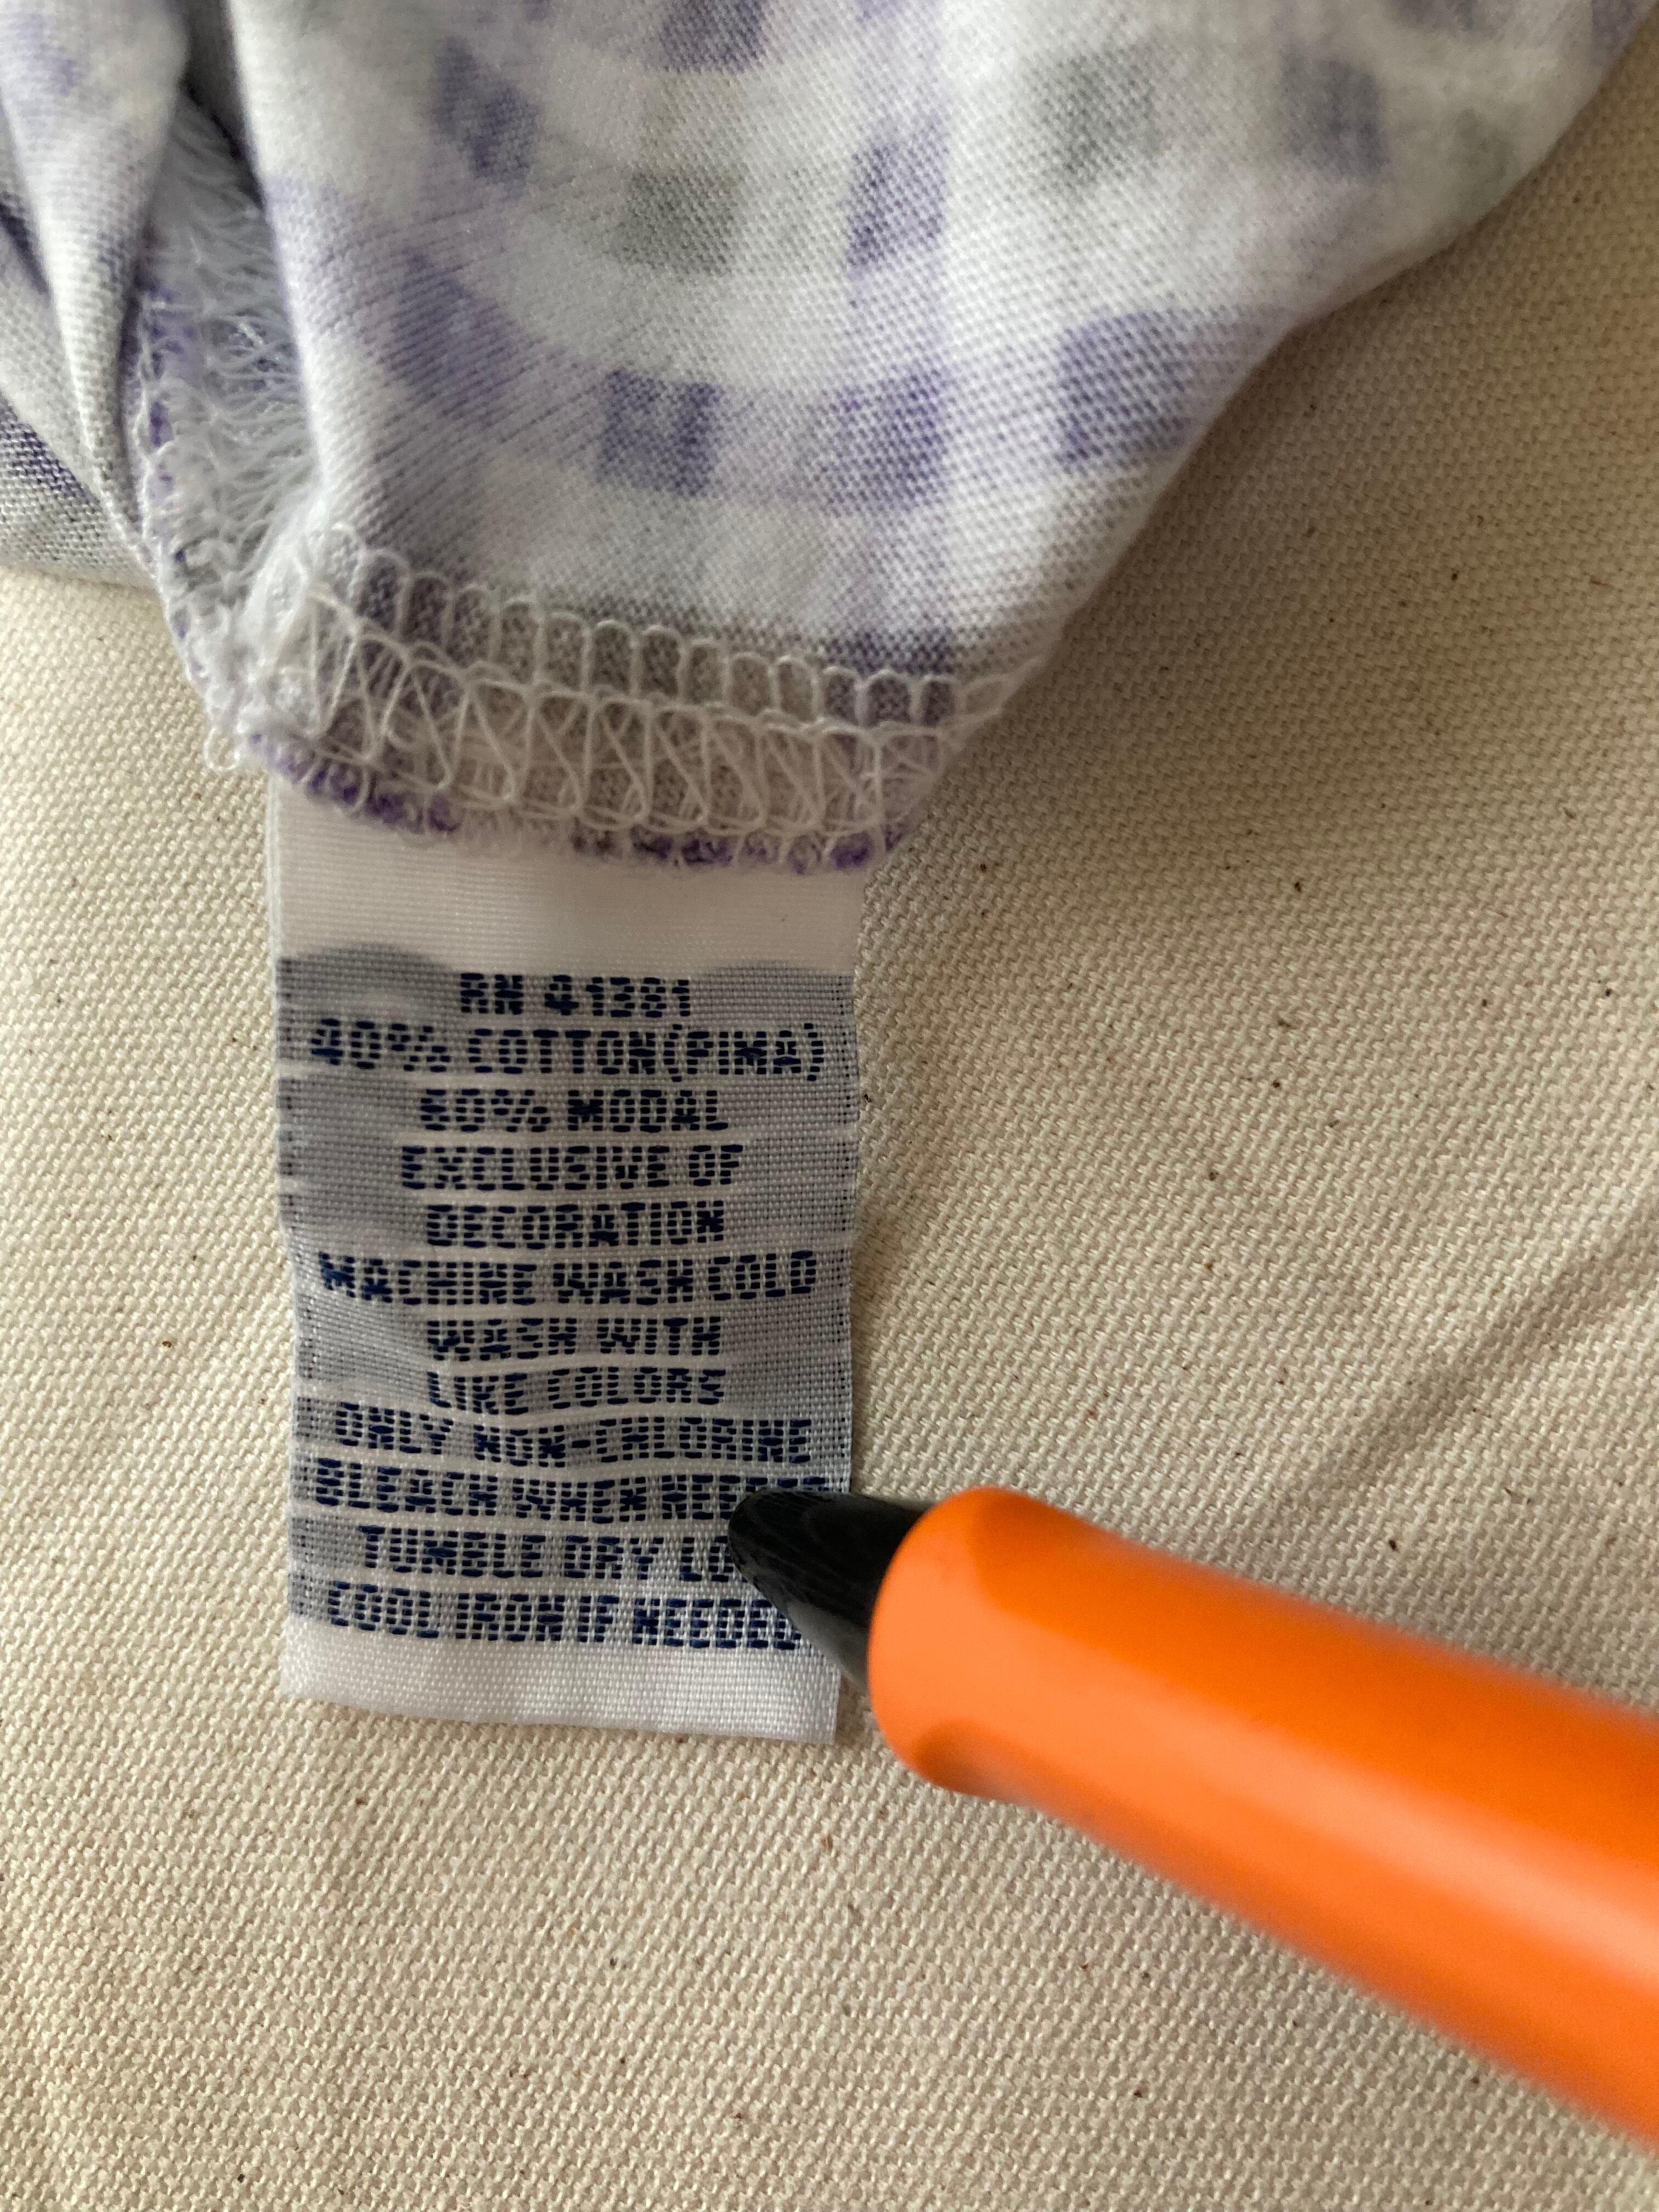 RN 41381
40% COTTON(PIMA)
60% MODAL
EXCLUSIVE OF
DECORATION
MACHINE WASH COLD
WASH WITH
LIKE COLORS
ONLY NON-CHLORINE
BLEACH WHEN NEEDED
TUMBLE DRY
COOL IRON IF NEEDED